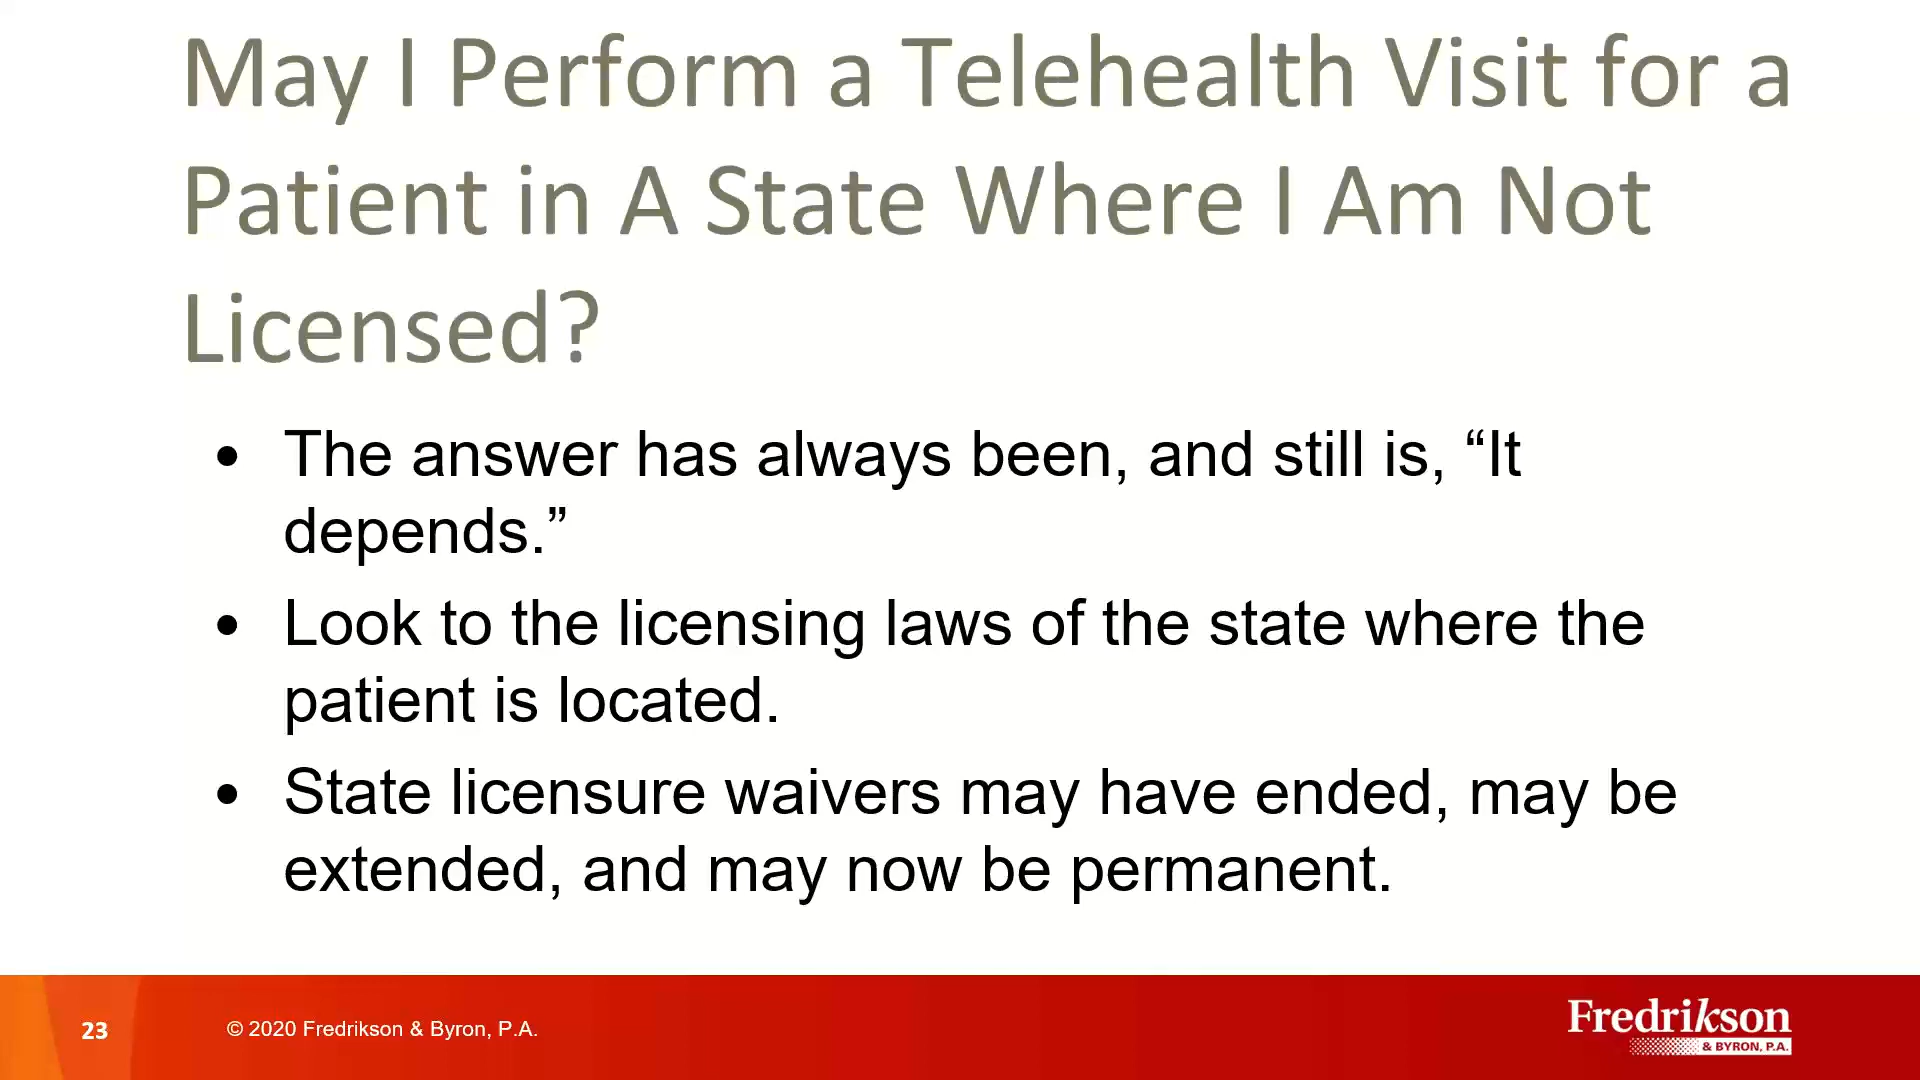 May I Perform a Telehealth Visit for a
Patient in A State Where I Am Not
Licensed?
• The answer has always been, and still is, “It
depends.”
• Look to the licensing laws of the state where the
patient is located.
• State licensure waivers may have ended, may be
extended, and may now be permanent.
23
© 2020 Fredrikson & Byron, P.A.
Fredrikson
& BYRON, P.A.